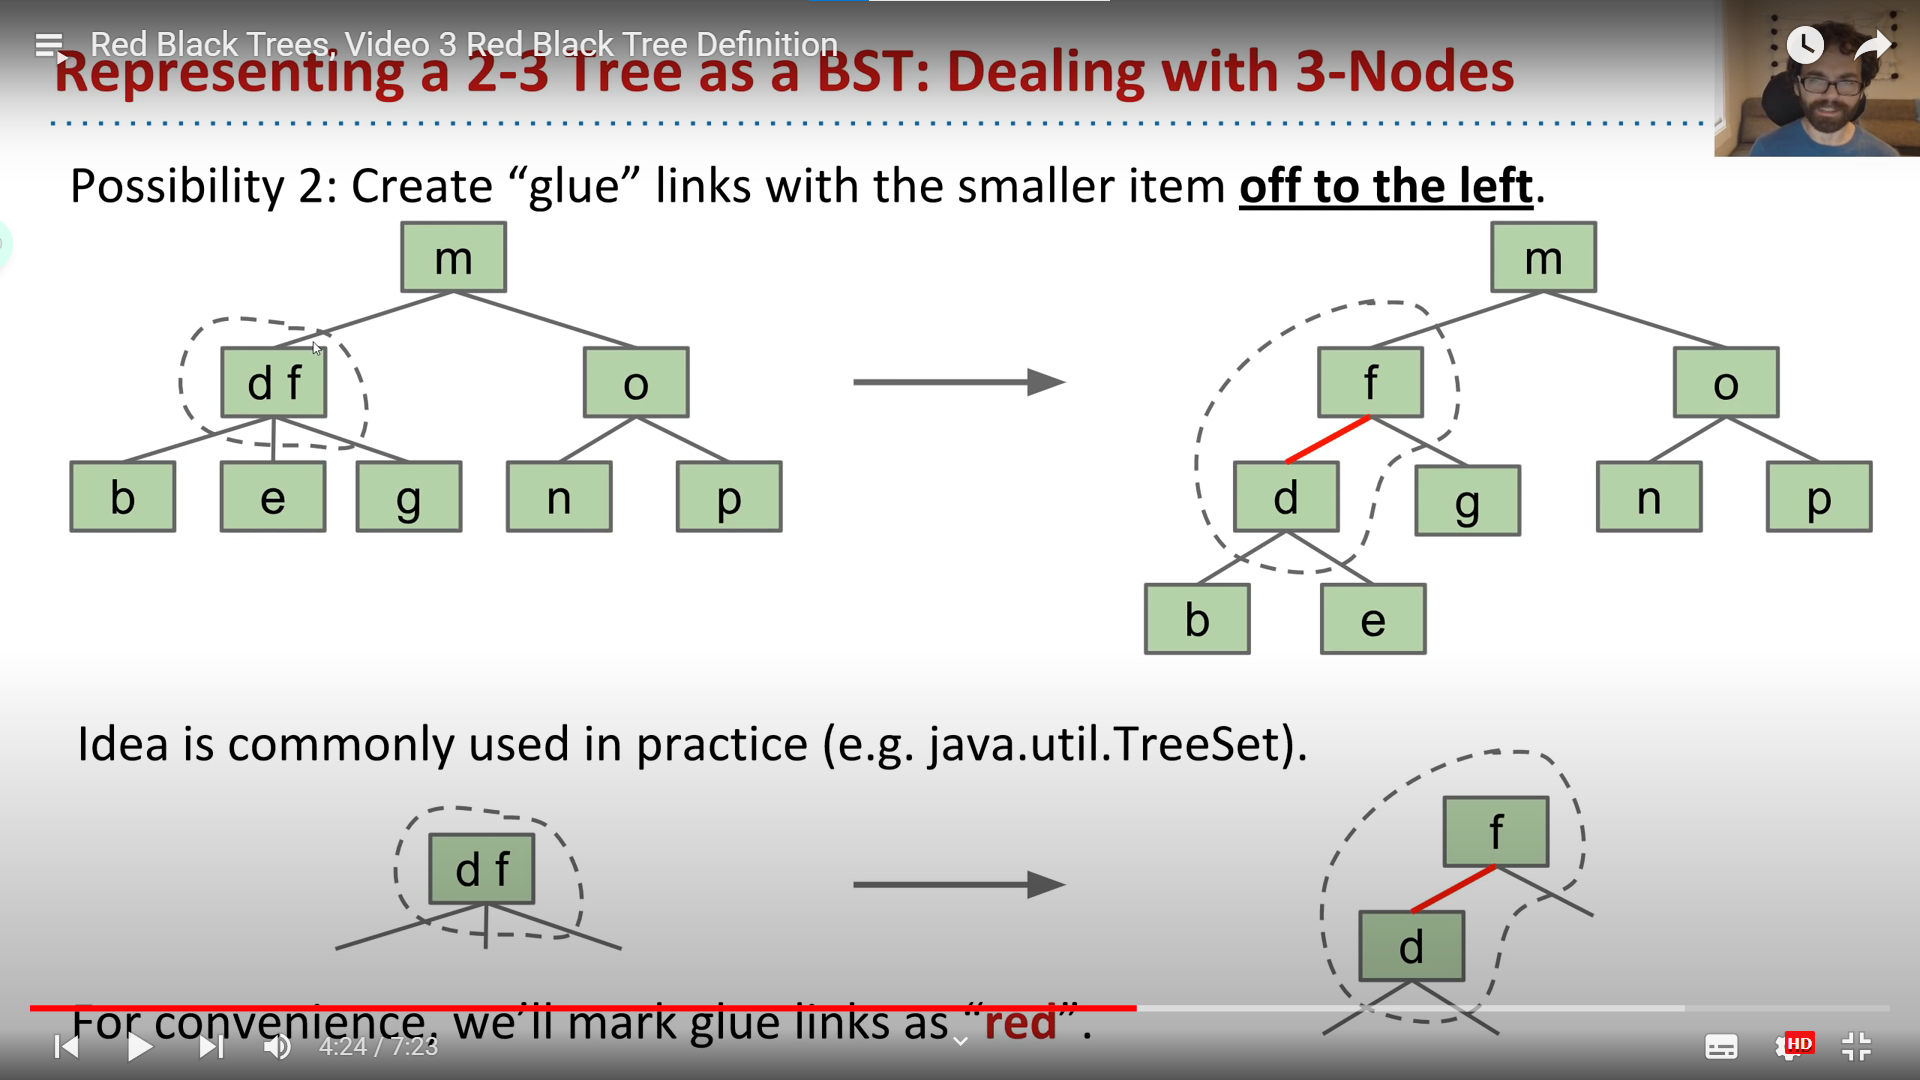 Red Black Trees, Video 3 Red Black Tree Definition
Representing a 2-3 Tree as a BST: Dealing with 3-Nodes
Possibility 2: Create “glue” links with the smaller item off to the left.
m
d f
o
b
e
g
n
p
m
f
o
d
g
n
p
b
e
Idea is commonly used in practice (e.g. java.util.TreeSet).
d f
f
d
For convenience, we’ll mark glue links as “red”.
4:24 / 7:23
HD